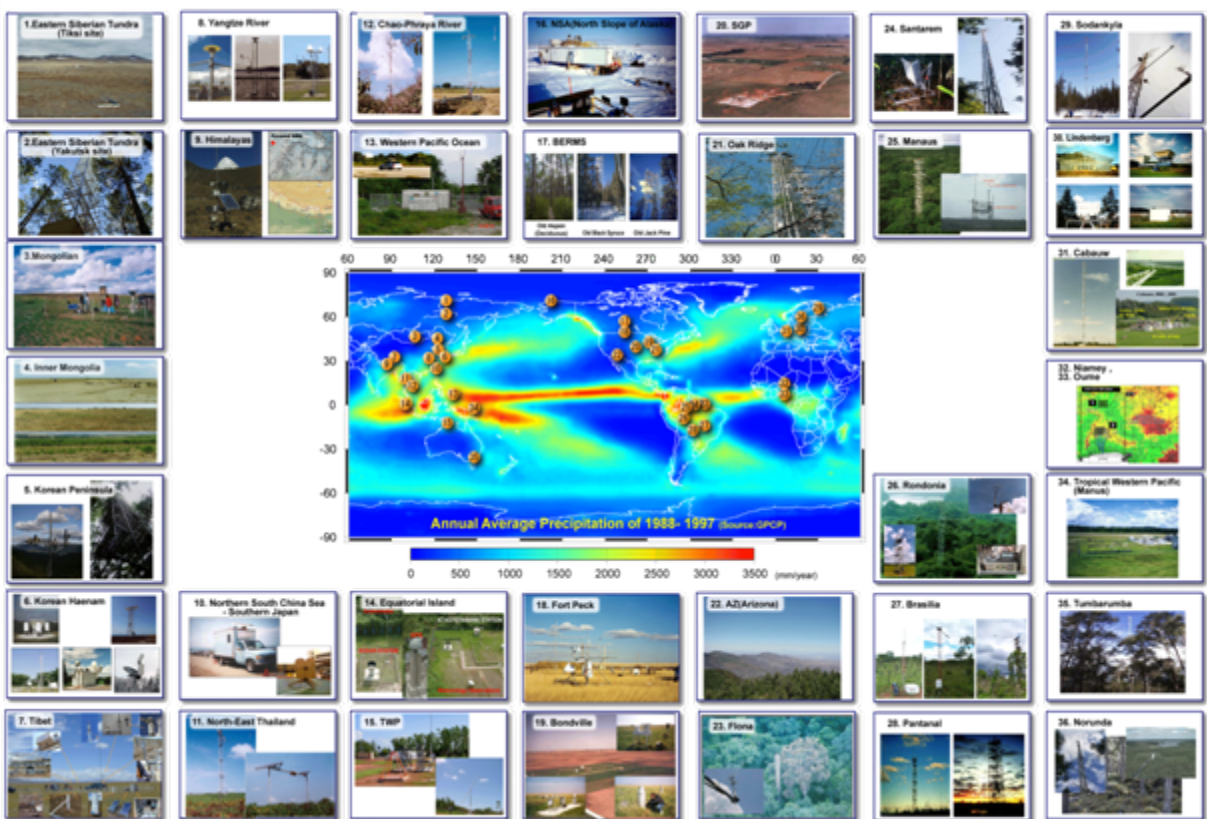 1.Eastern Siberian Tundra
(Tiksi site)
8. Yangtze River
12. Chao-Phraya River
16. NSA(North Slope of Alaska)
20. SGP
24. Santarem
29. Sodankyla
2.Eastern Siberian Tundra
(Yakutsk site)
9. Himalayas
13. Western Pacific Ocean
17. BERMS
Old Aspen
(Deciduous)
Old Black Spruce
Old Jack Pine
21. Oak Ridge
25. Manaus
30. Lindenberg
3.Mongolian
31. Cabauw
60 90 120 150 180 210 240 270 300 330 0 30 60
90
60
30
0
-30
-60
-90
Annual Average Precipitation of 1988- 1997 (Source:GPCP)
0 500 1000 1500 2000 2500 3000 3500 (mm/year)
4. Inner Mongolia
32. Niamey ,
33. Oume
5. Korean Peninsula
26. Rondonia
34. Tropical Western Pacific
(Manus)
6. Korean Haenam
10. Northern South China Sea
- Southern Japan
14. Equatorial Island
18. Fort Peck
22. AZ(Arizona)
27. Brasilia
35. Tumbarumba
7. Tibet
11. North-East Thailand
15. TWP
19. Bondville
23. Flona
28. Pantanal
36. Norunda